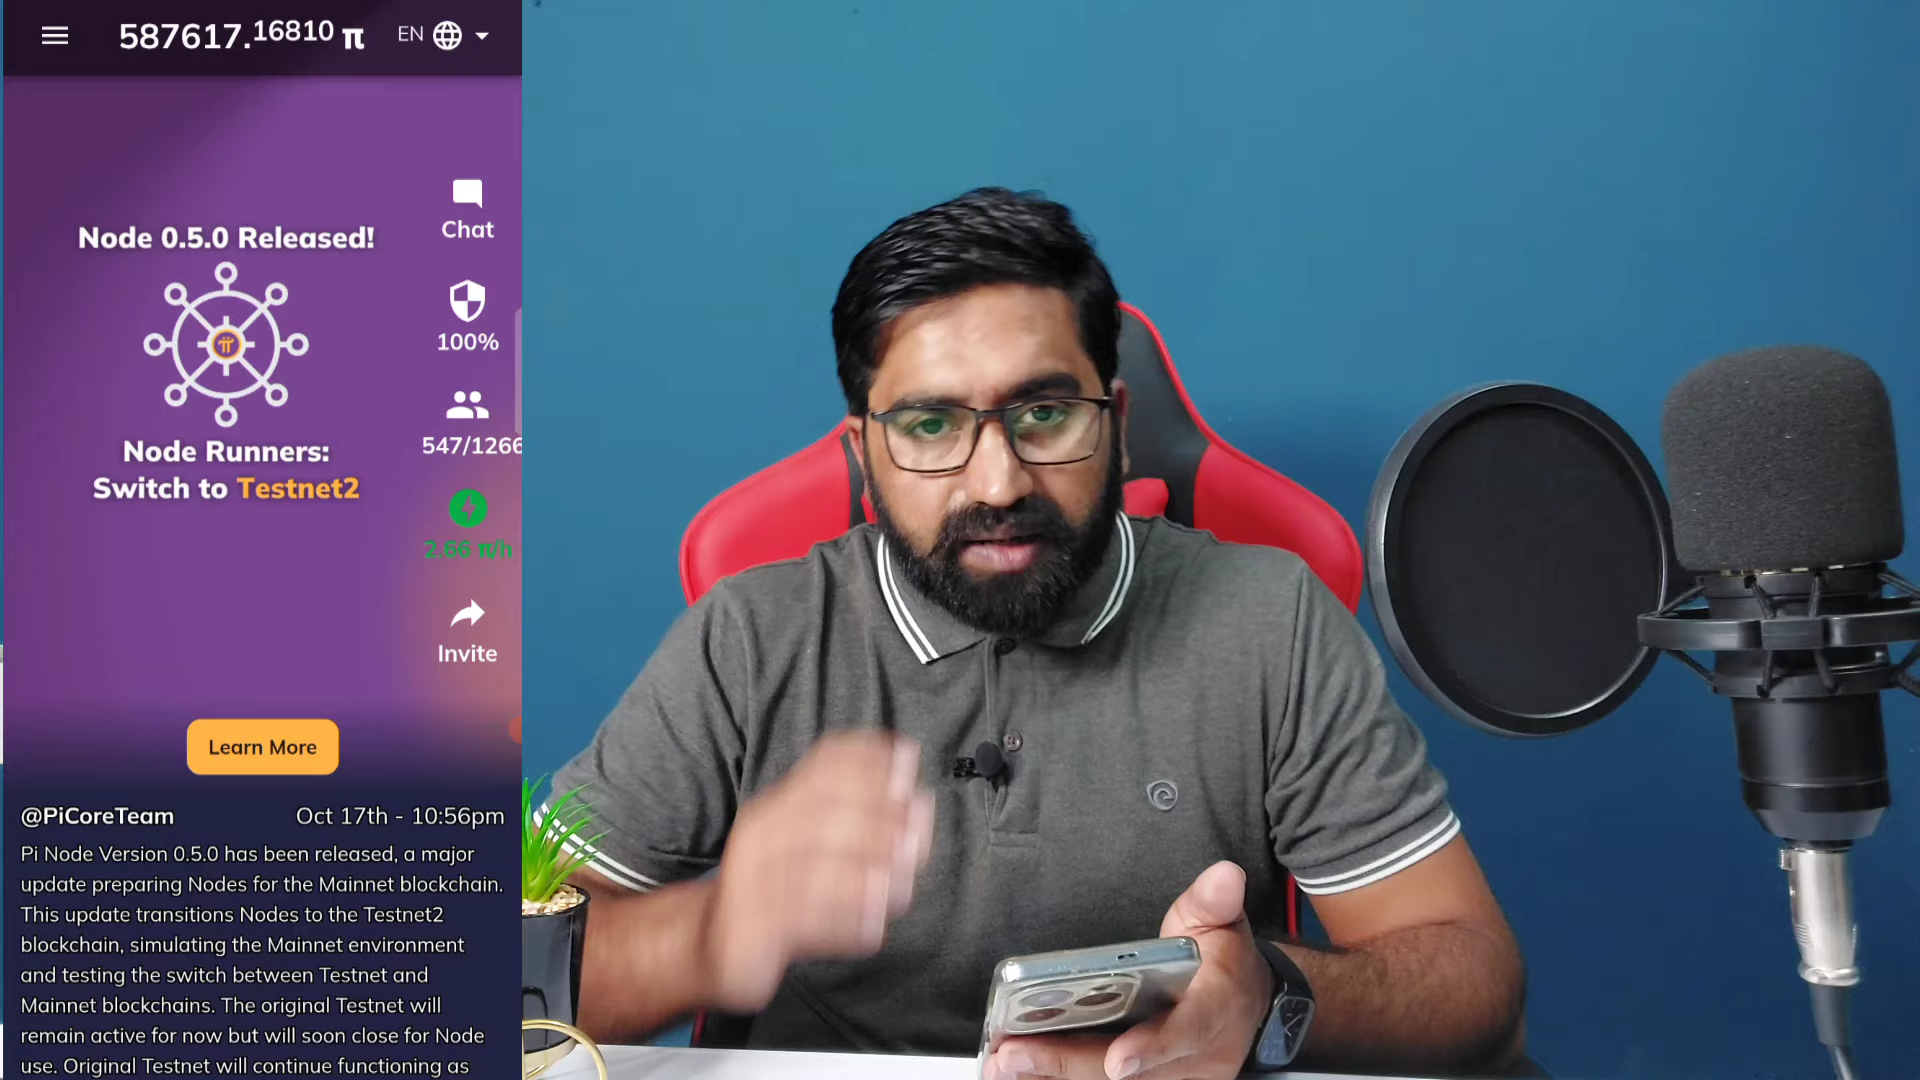 587617.16810 π EN
Node 0.5.0 Released!
Node Runners:
Switch to Testnet2
Chat
100%
547/1266
2.66 π/h
Invite
Learn More
@PiCoreTeam Oct 17th - 10:56pm
Pi Node Version 0.5.0 has been released, a major
update preparing Nodes for the Mainnet blockchain.
This update transitions Nodes to the Testnet2
blockchain, simulating the Mainnet environment
and testing the switch between Testnet and
Mainnet blockchains. The original Testnet will
remain active for now but will soon close for Node
use. Original Testnet will continue functioning as